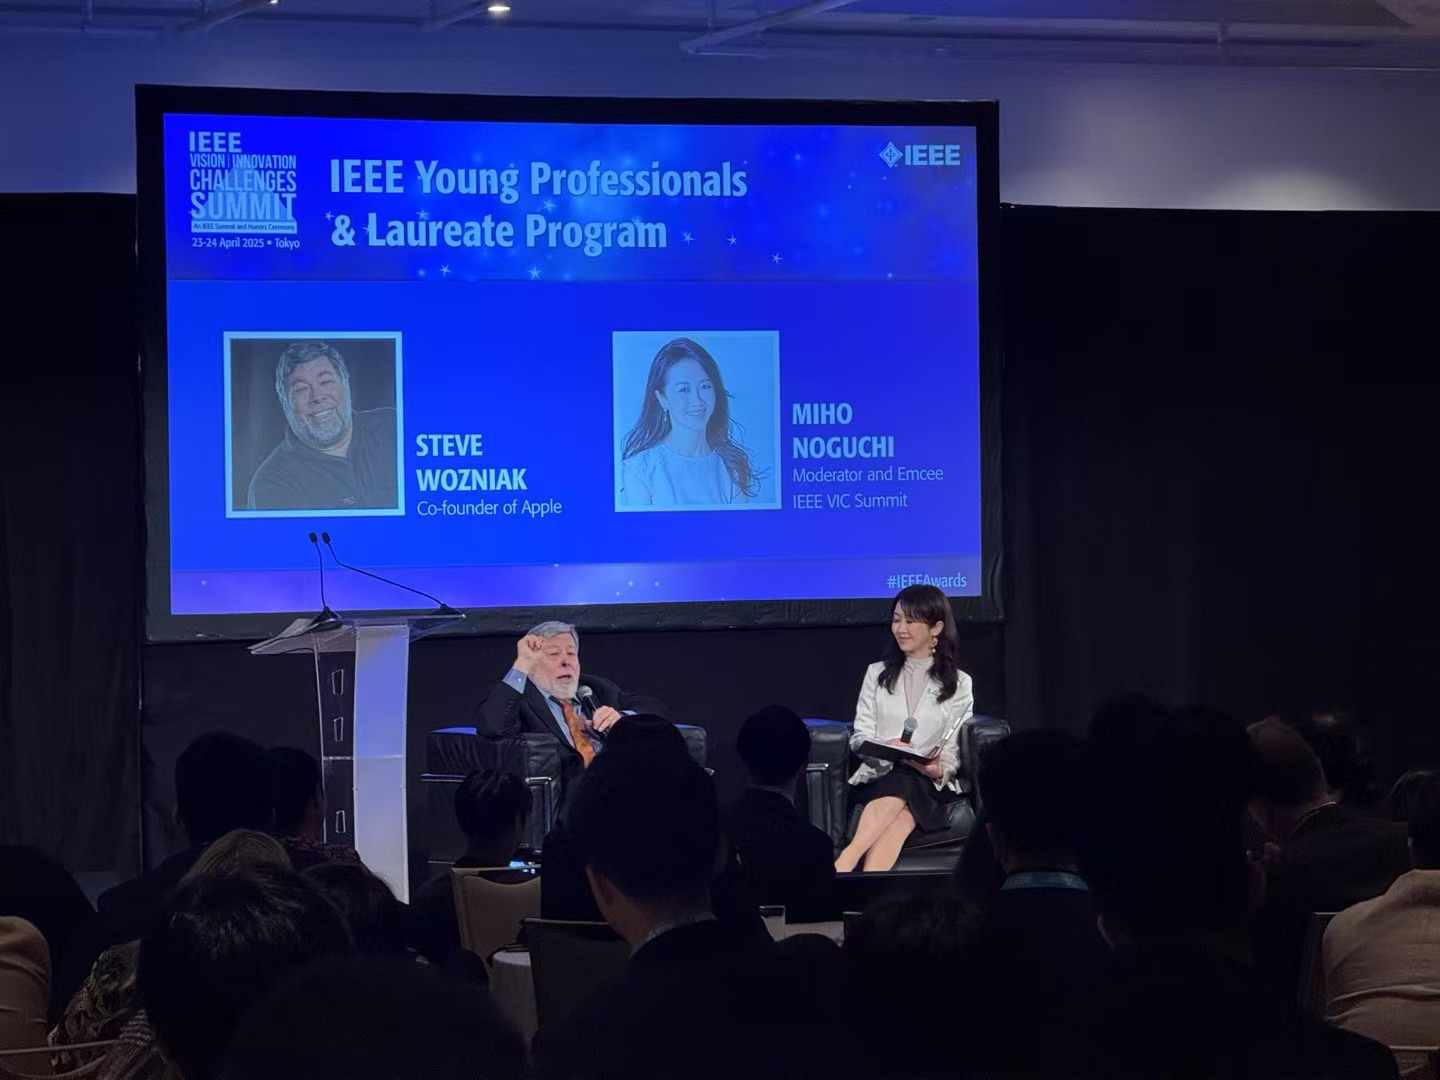 IEEE
VISION | INNOVATION
CHALLENGES
SUMMIT
An IEEE Summit and Honors Ceremony
23-24 April 2025 • Tokyo
IEEE Young Professionals
& Laureate Program
IEEE
STEVE
WOZNIAK
Co-founder of Apple
MIHO
NOGUCHI
Moderator and Emcee
IEEE VIC Summit
#IEEEAwards